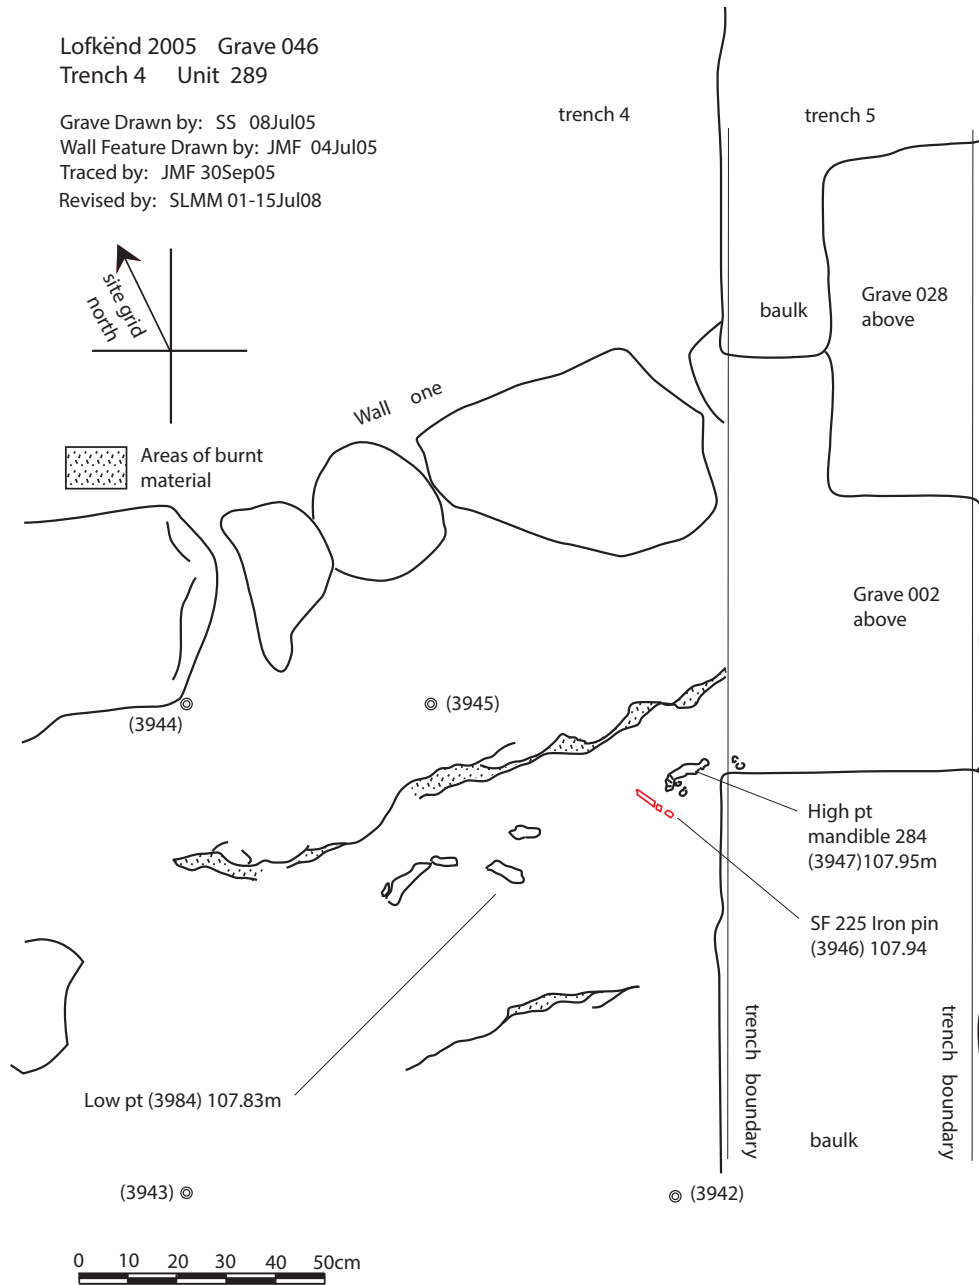 Lofkënd 2005 Grave 046
Trench 4 Unit 289
Grave Drawn by: SS 08Jul05
Wall Feature Drawn by: JMF 04Jul05
Traced by: JMF 30Sep05
Revised by: SLMM 01-15Jul08
trench 4
trench 5
site grid
north
baulk
Grave 028
above
Wall one
Areas of burnt
material
Grave 002
above
(3944)
(3945)
High pt
mandible 284
(3947)107.95m
SF 225 Iron pin
(3946) 107.94
trench boundary
trench boundary
Low pt (3984) 107.83m
baulk
(3943)
(3942)
0 10 20 30 40 50cm